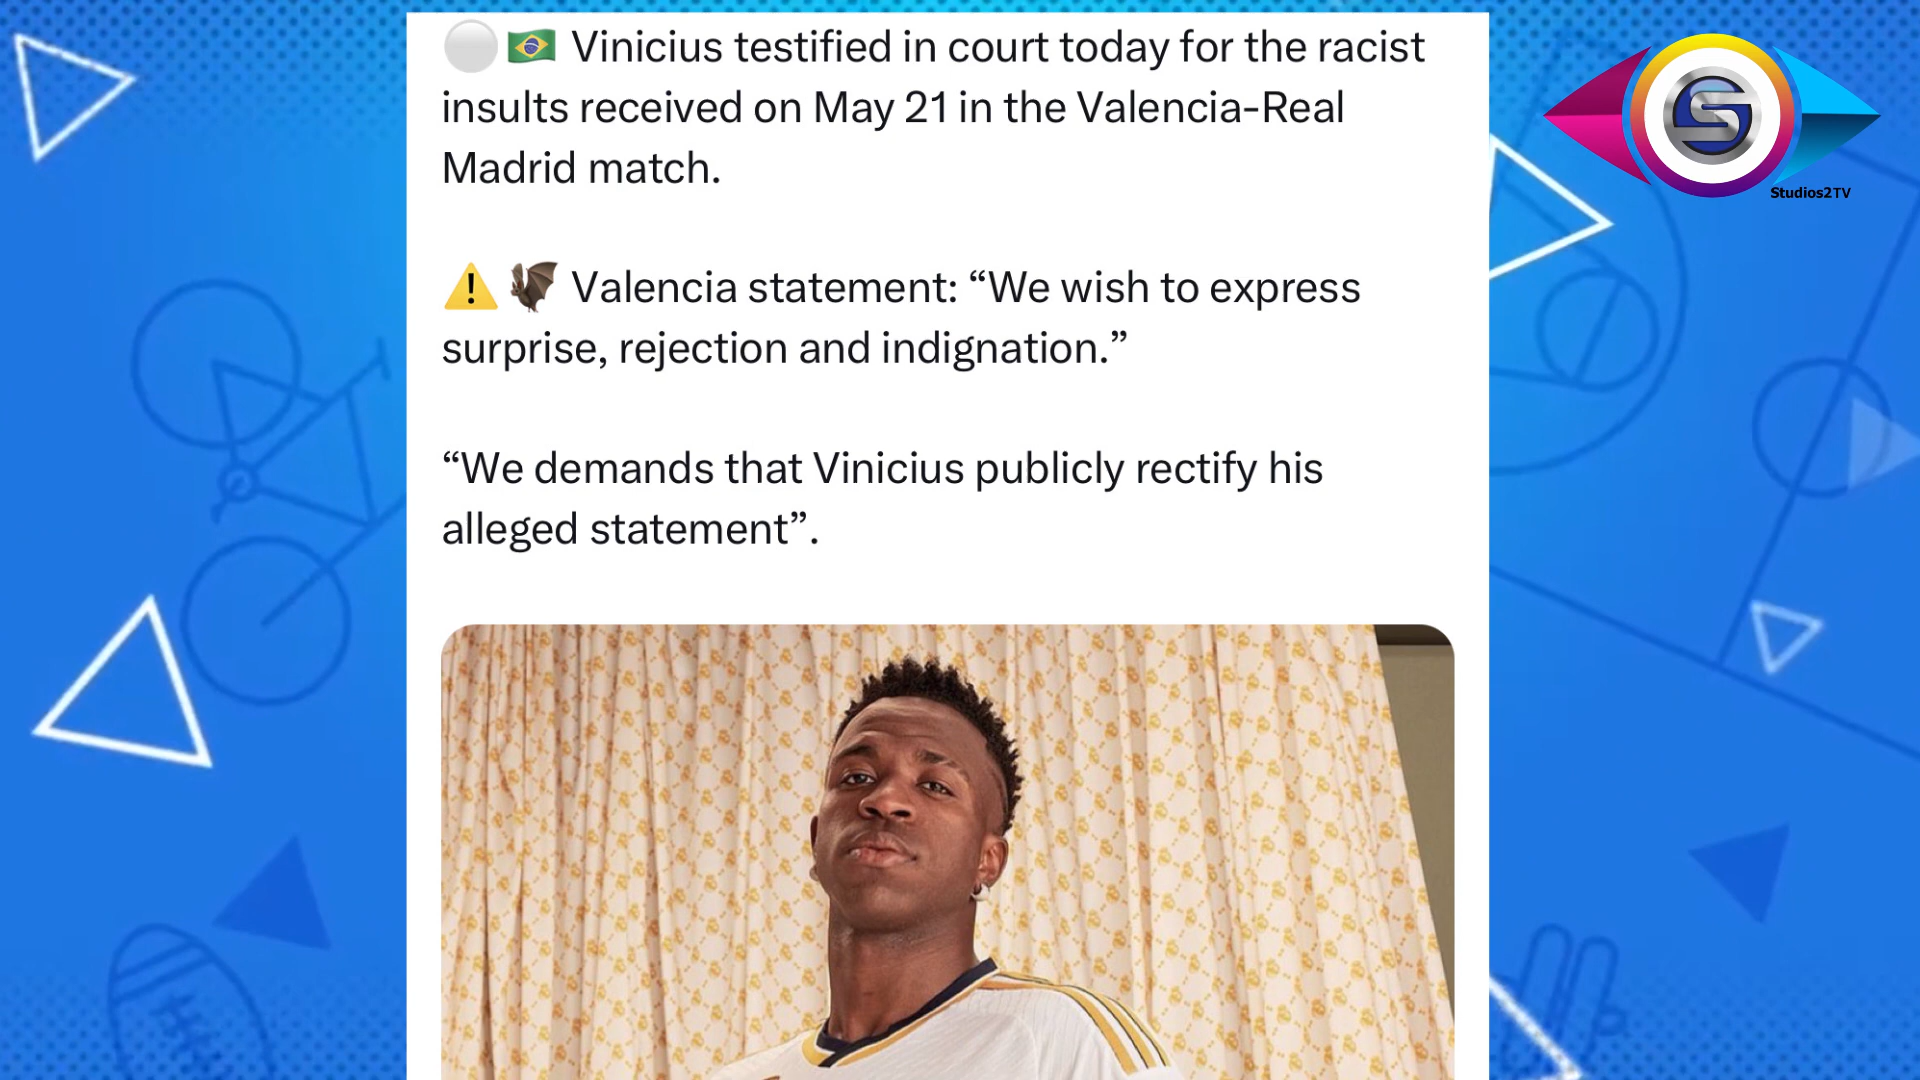 Vinicius testified in court today for the racist
insults received on May 21 in the Valencia-Real
Madrid match.
Valencia statement: “We wish to express
surprise, rejection and indignation.”
“We demands that Vinicius publicly rectify his
alleged statement”.
S
Studios2TV